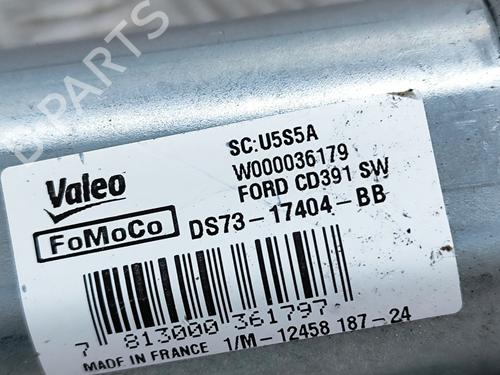 B-PARTS
SC:U5S5A
W000036179
FORD CD391 SW
Valeo
FoMoCo
DS73-17404-BB
7 813000 361797
MADE IN FRANCE 1/M-12458 187-24